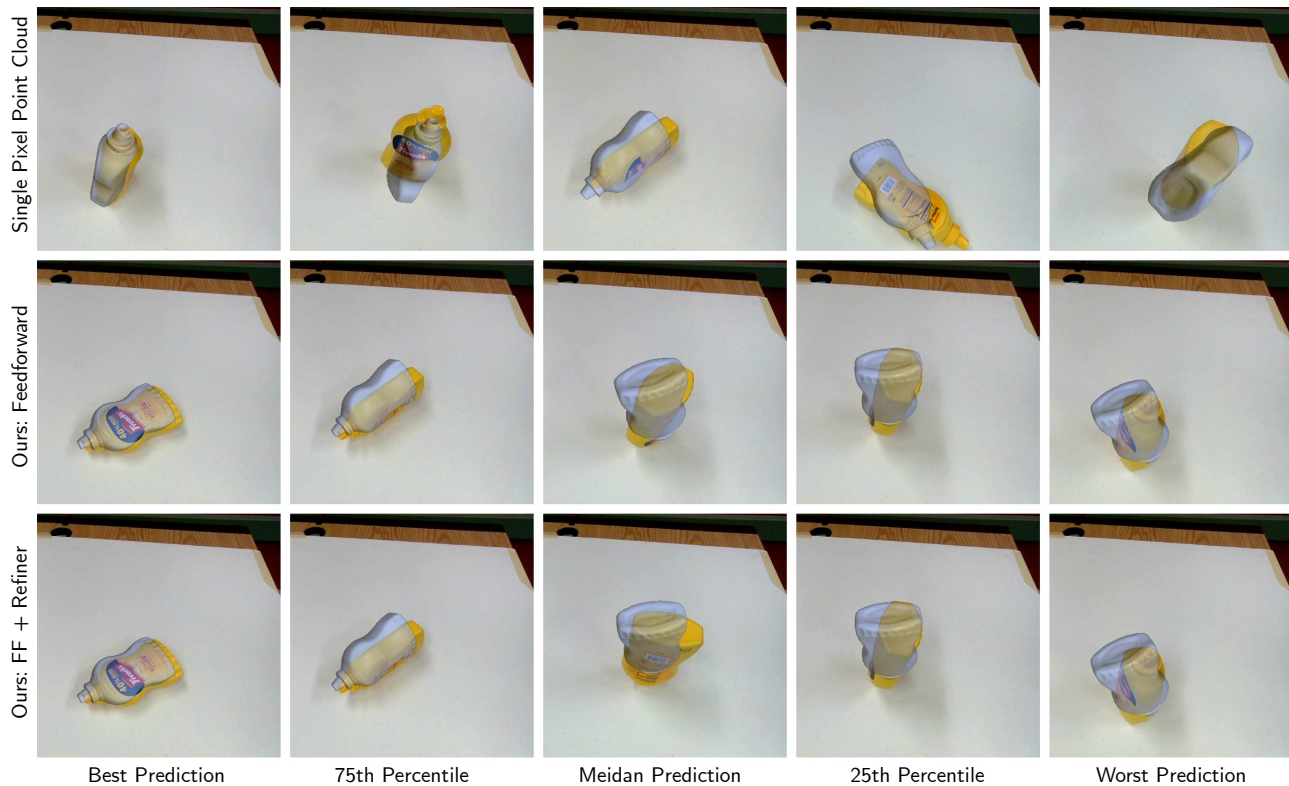 Single Pixel Point Cloud
Ours: Feedforward
Ours: FF + Refiner
Best Prediction
75th Percentile
Meidan Prediction
25th Percentile
Worst Prediction